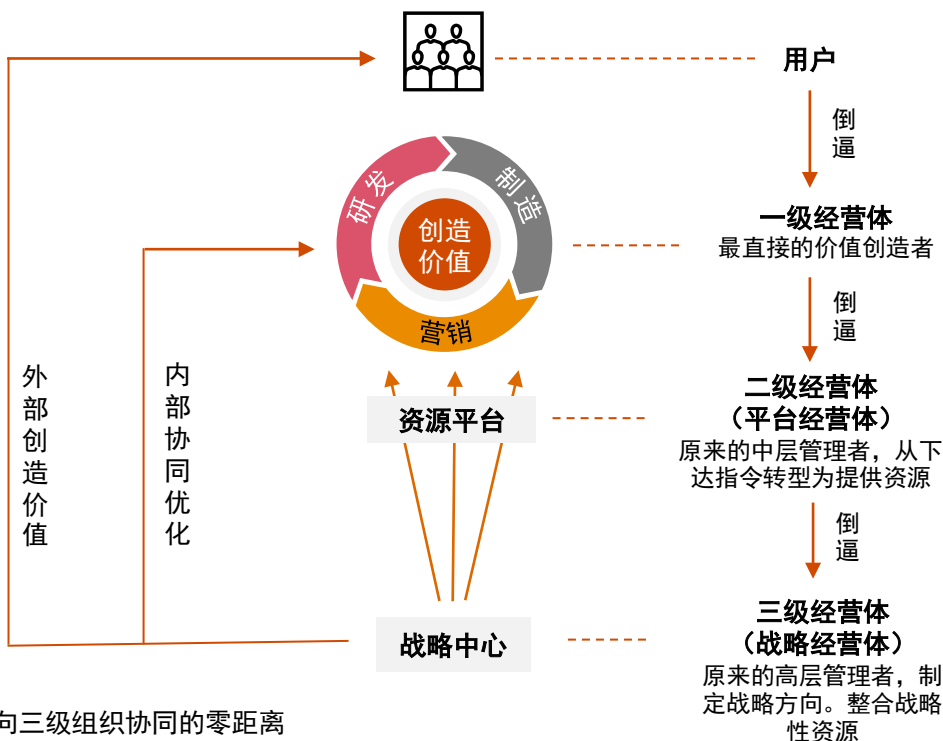 用户
倒
逼
研发
制造
创造
价值
营销
一级经营体
最直接的价值创造者
倒
逼
外
部
创
造
价
值
内
部
协
同
优
化
资源平台
二级经营体
（平台经营体）
原来的中层管理者，从下
达指令转型为提供资源
倒
逼
战略中心
三级经营体
（战略经营体）
原来的高层管理者，制
定战略方向。整合战略
性资源
向三级组织协同的零距离